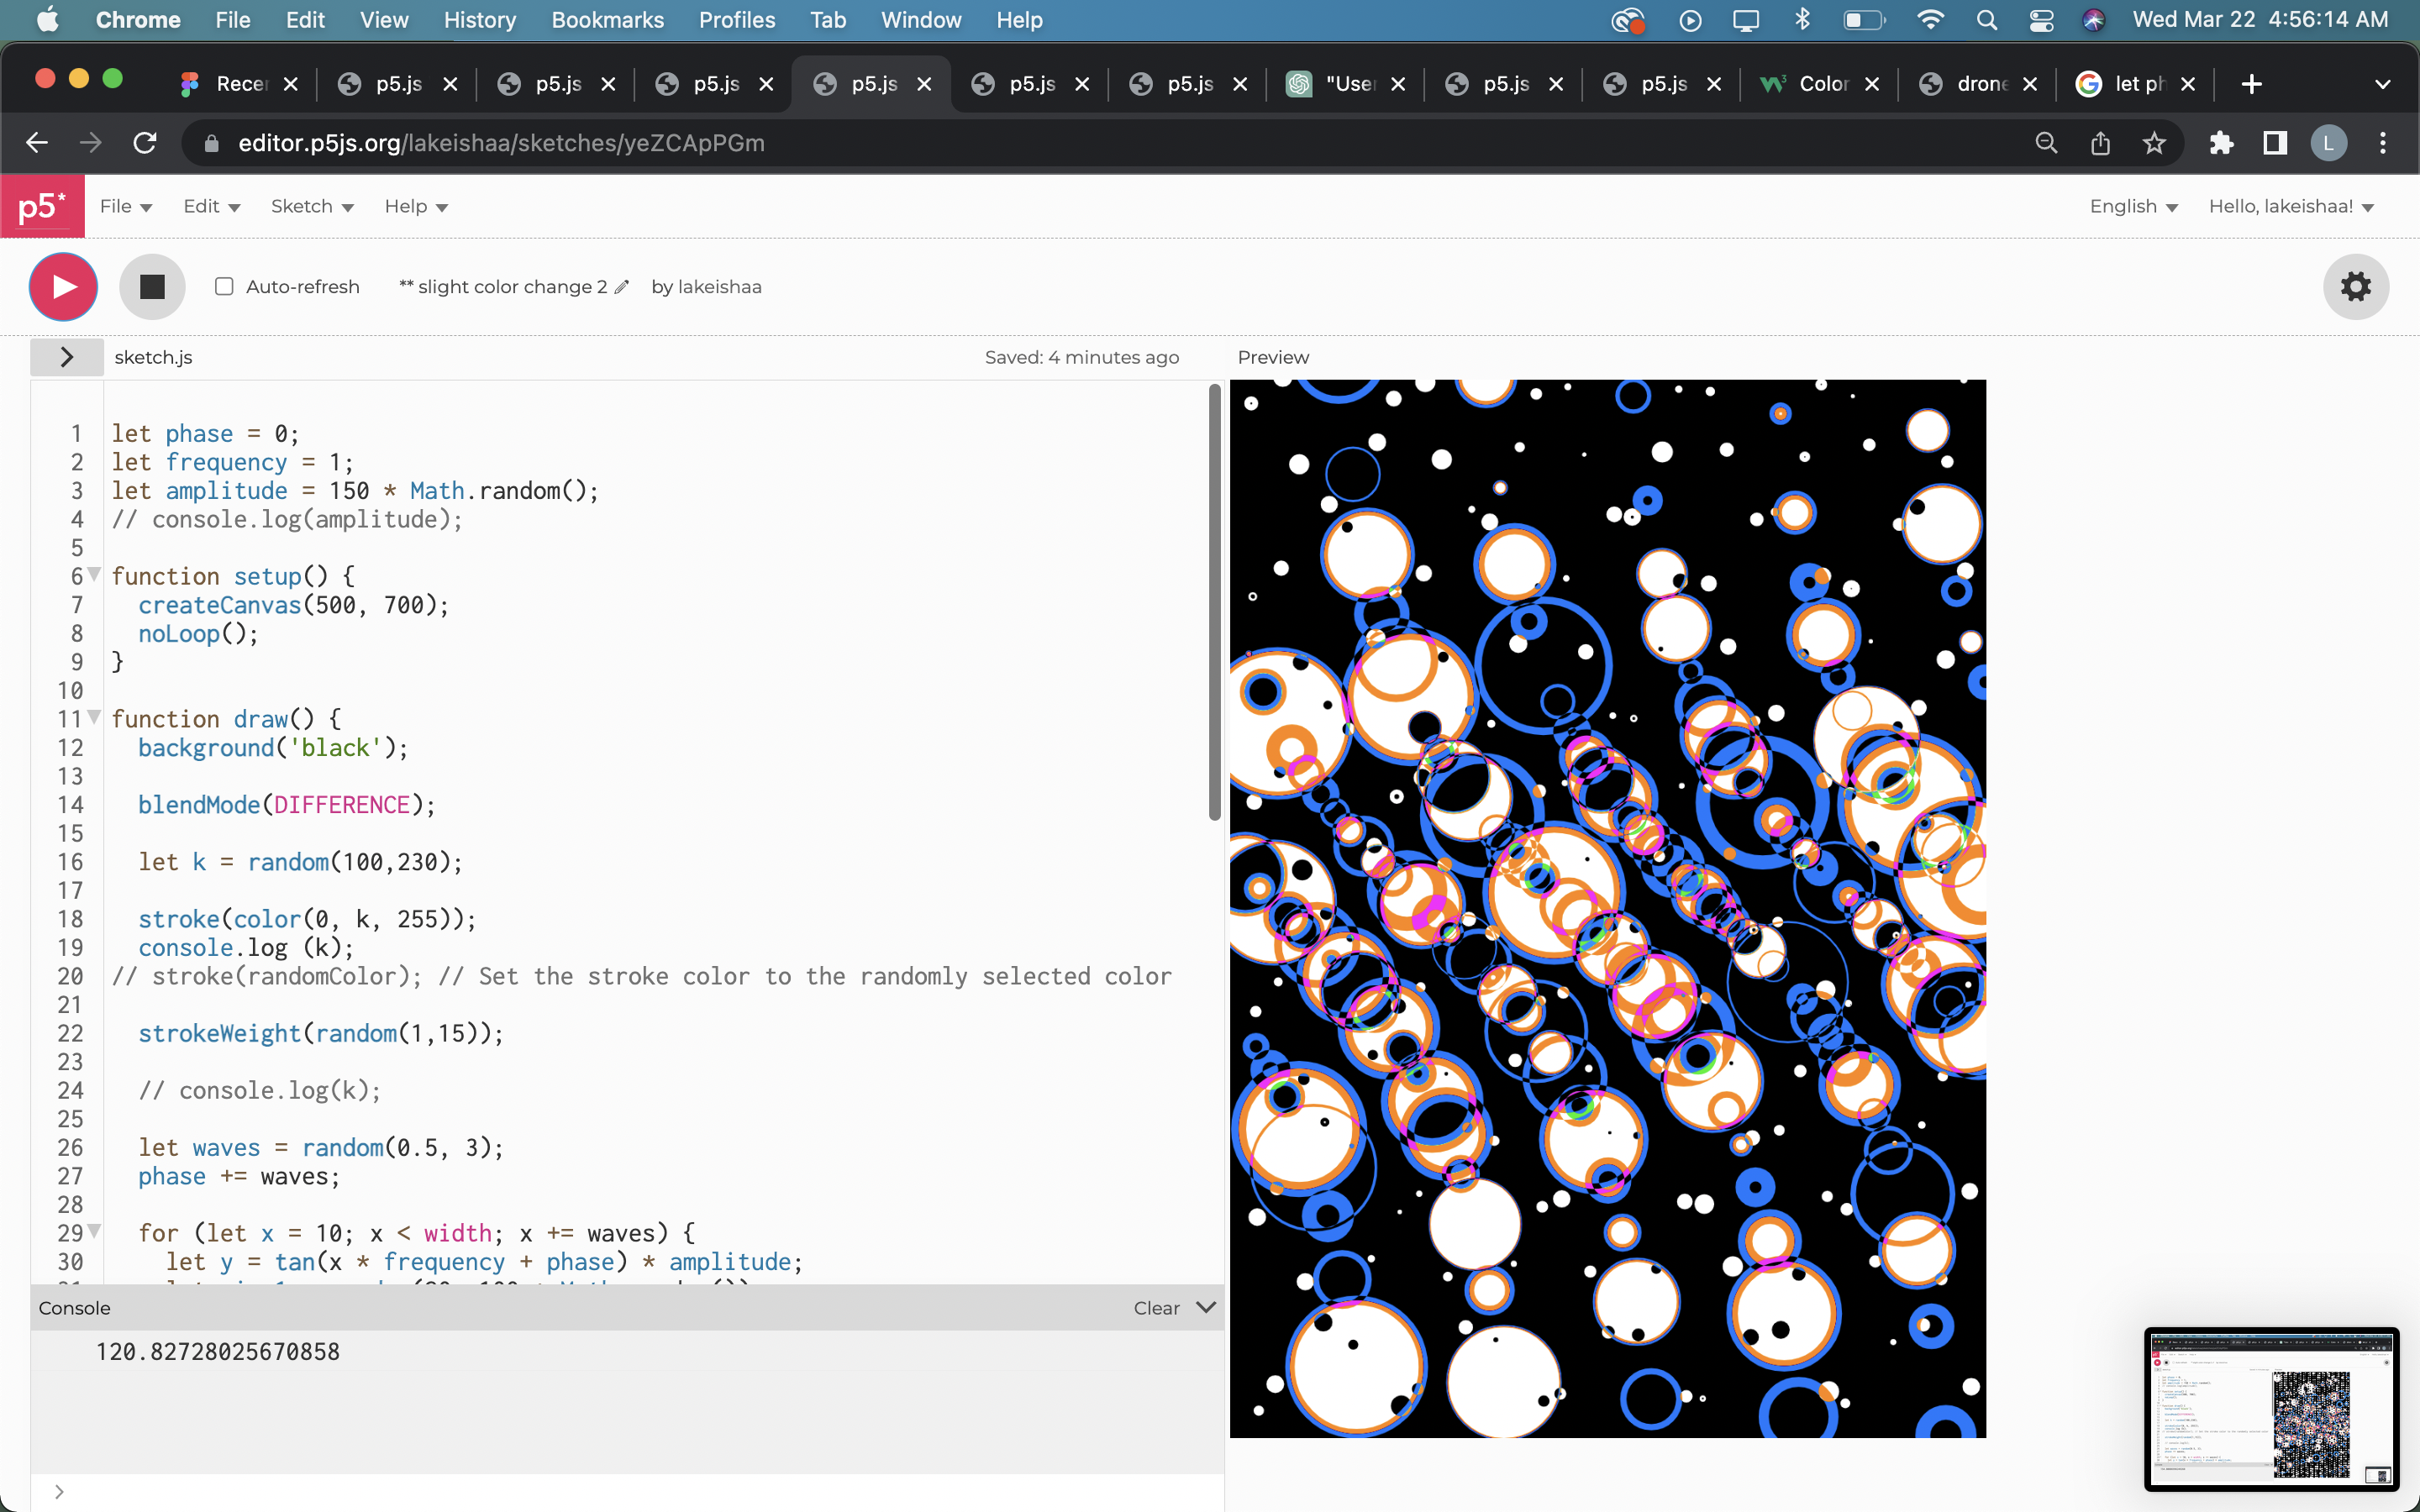 Chrome File Edit View History Bookmarks Profiles Tab Window Help Wed Mar 22 4:56:14 AM
Recer p5.js p5.js p5.js p5.js p5.js p5.js "User p5.js p5.js Color drone let ph
editor.p5js.org/lakeishaa/sketches/yeZCApPGm L
p5* File Edit Sketch Help English Hello, lakeishaa!
Auto-refresh ** slight color change 2 by lakeishaa
> sketch.js Saved: 4 minutes ago Preview
1 let phase = 0;
2 let frequency = 1;
3 let amplitude = 150 * Math.random();
4 // console.log(amplitude);
5
6 function setup() {
7 createCanvas(500, 700);
8 noLoop();
9 }
10
11 function draw() {
12 background('black');
13
14 blendMode(DIFFERENCE);
15
16 let k = random(100,230);
17
18 stroke(color(0, k, 255));
19 console.log (k);
20 // stroke(randomColor); // Set the stroke color to the randomly selected color
21
22 strokeWeight(random(1,15));
23
24 // console.log(k);
25
26 let waves = random(0.5, 3);
27 phase += waves;
28
29 for (let x = 10; x < width; x += waves) {
30 let y = tan(x * frequency + phase) * amplitude;
Console Clear
120.82728025670858
>